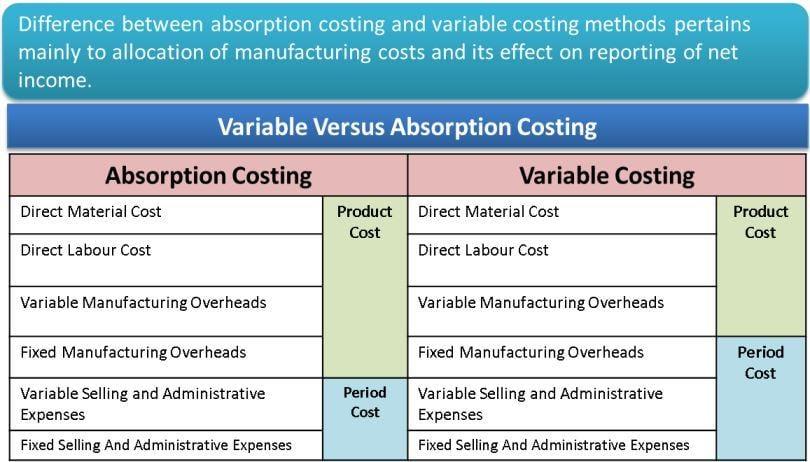 Difference between absorption costing and variable costing methods pertains
mainly to allocation of manufacturing costs and its effect on reporting of net
income.
Variable Versus Absorption Costing
Absorption Costing
Variable Costing
Direct Material Cost
Product
Cost
Direct Material Cost
Product
Cost
Direct Labour Cost
Direct Labour Cost
Variable Manufacturing Overheads
Variable Manufacturing Overheads
Fixed Manufacturing Overheads
Fixed Manufacturing Overheads
Period
Cost
Variable Selling and Administrative
Expenses
Period
Cost
Variable Selling and Administrative
Expenses
Fixed Selling And Administrative Expenses
Fixed Selling And Administrative Expenses